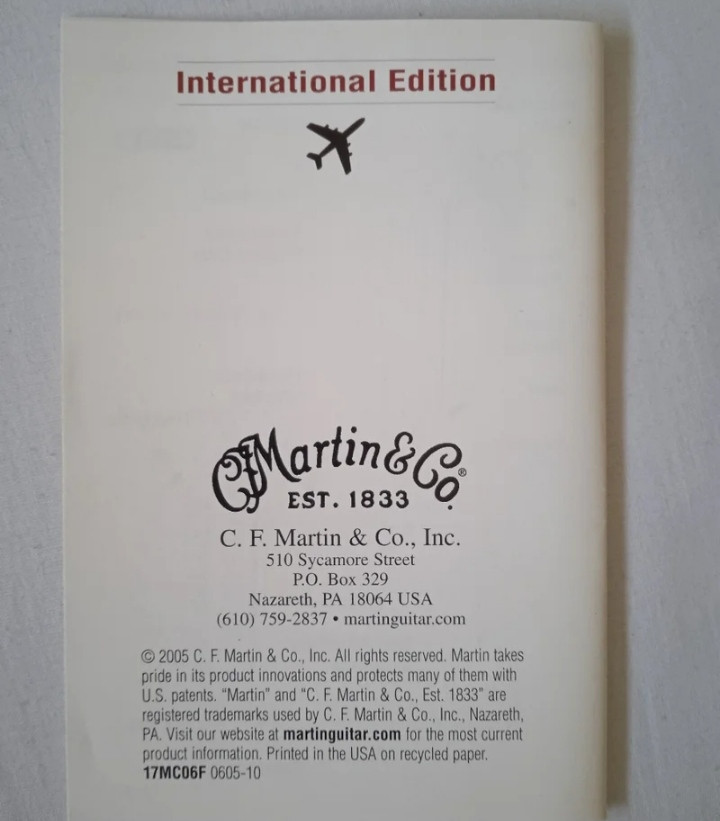 International Edition
CF Martin & Co.®
EST. 1833
C. F. Martin & Co., Inc.
510 Sycamore Street
P.O. Box 329
Nazareth, PA 18064 USA
(610) 759-2837 • martinguitar.com
© 2005 C. F. Martin & Co., Inc. All rights reserved. Martin takes
pride in its product innovations and protects many of them with
U.S. patents. “Martin” and “C. F. Martin & Co., Est. 1833” are
registered trademarks used by C. F. Martin & Co., Inc., Nazareth,
PA. Visit our website at martinguitar.com for the most current
product information. Printed in the USA on recycled paper.
17MC06F 0605-10